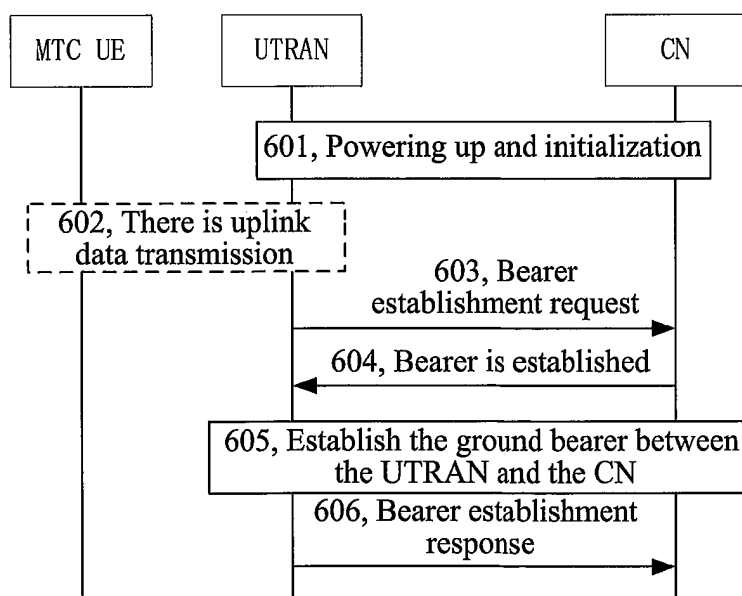 MTC UE
UTRAN
CN
601, Powering up and initialization
602, There is uplink
data transmission
603, Bearer
establishment request
604, Bearer is established
605, Establish the ground bearer between
the UTRAN and the CN
606, Bearer establishment
response